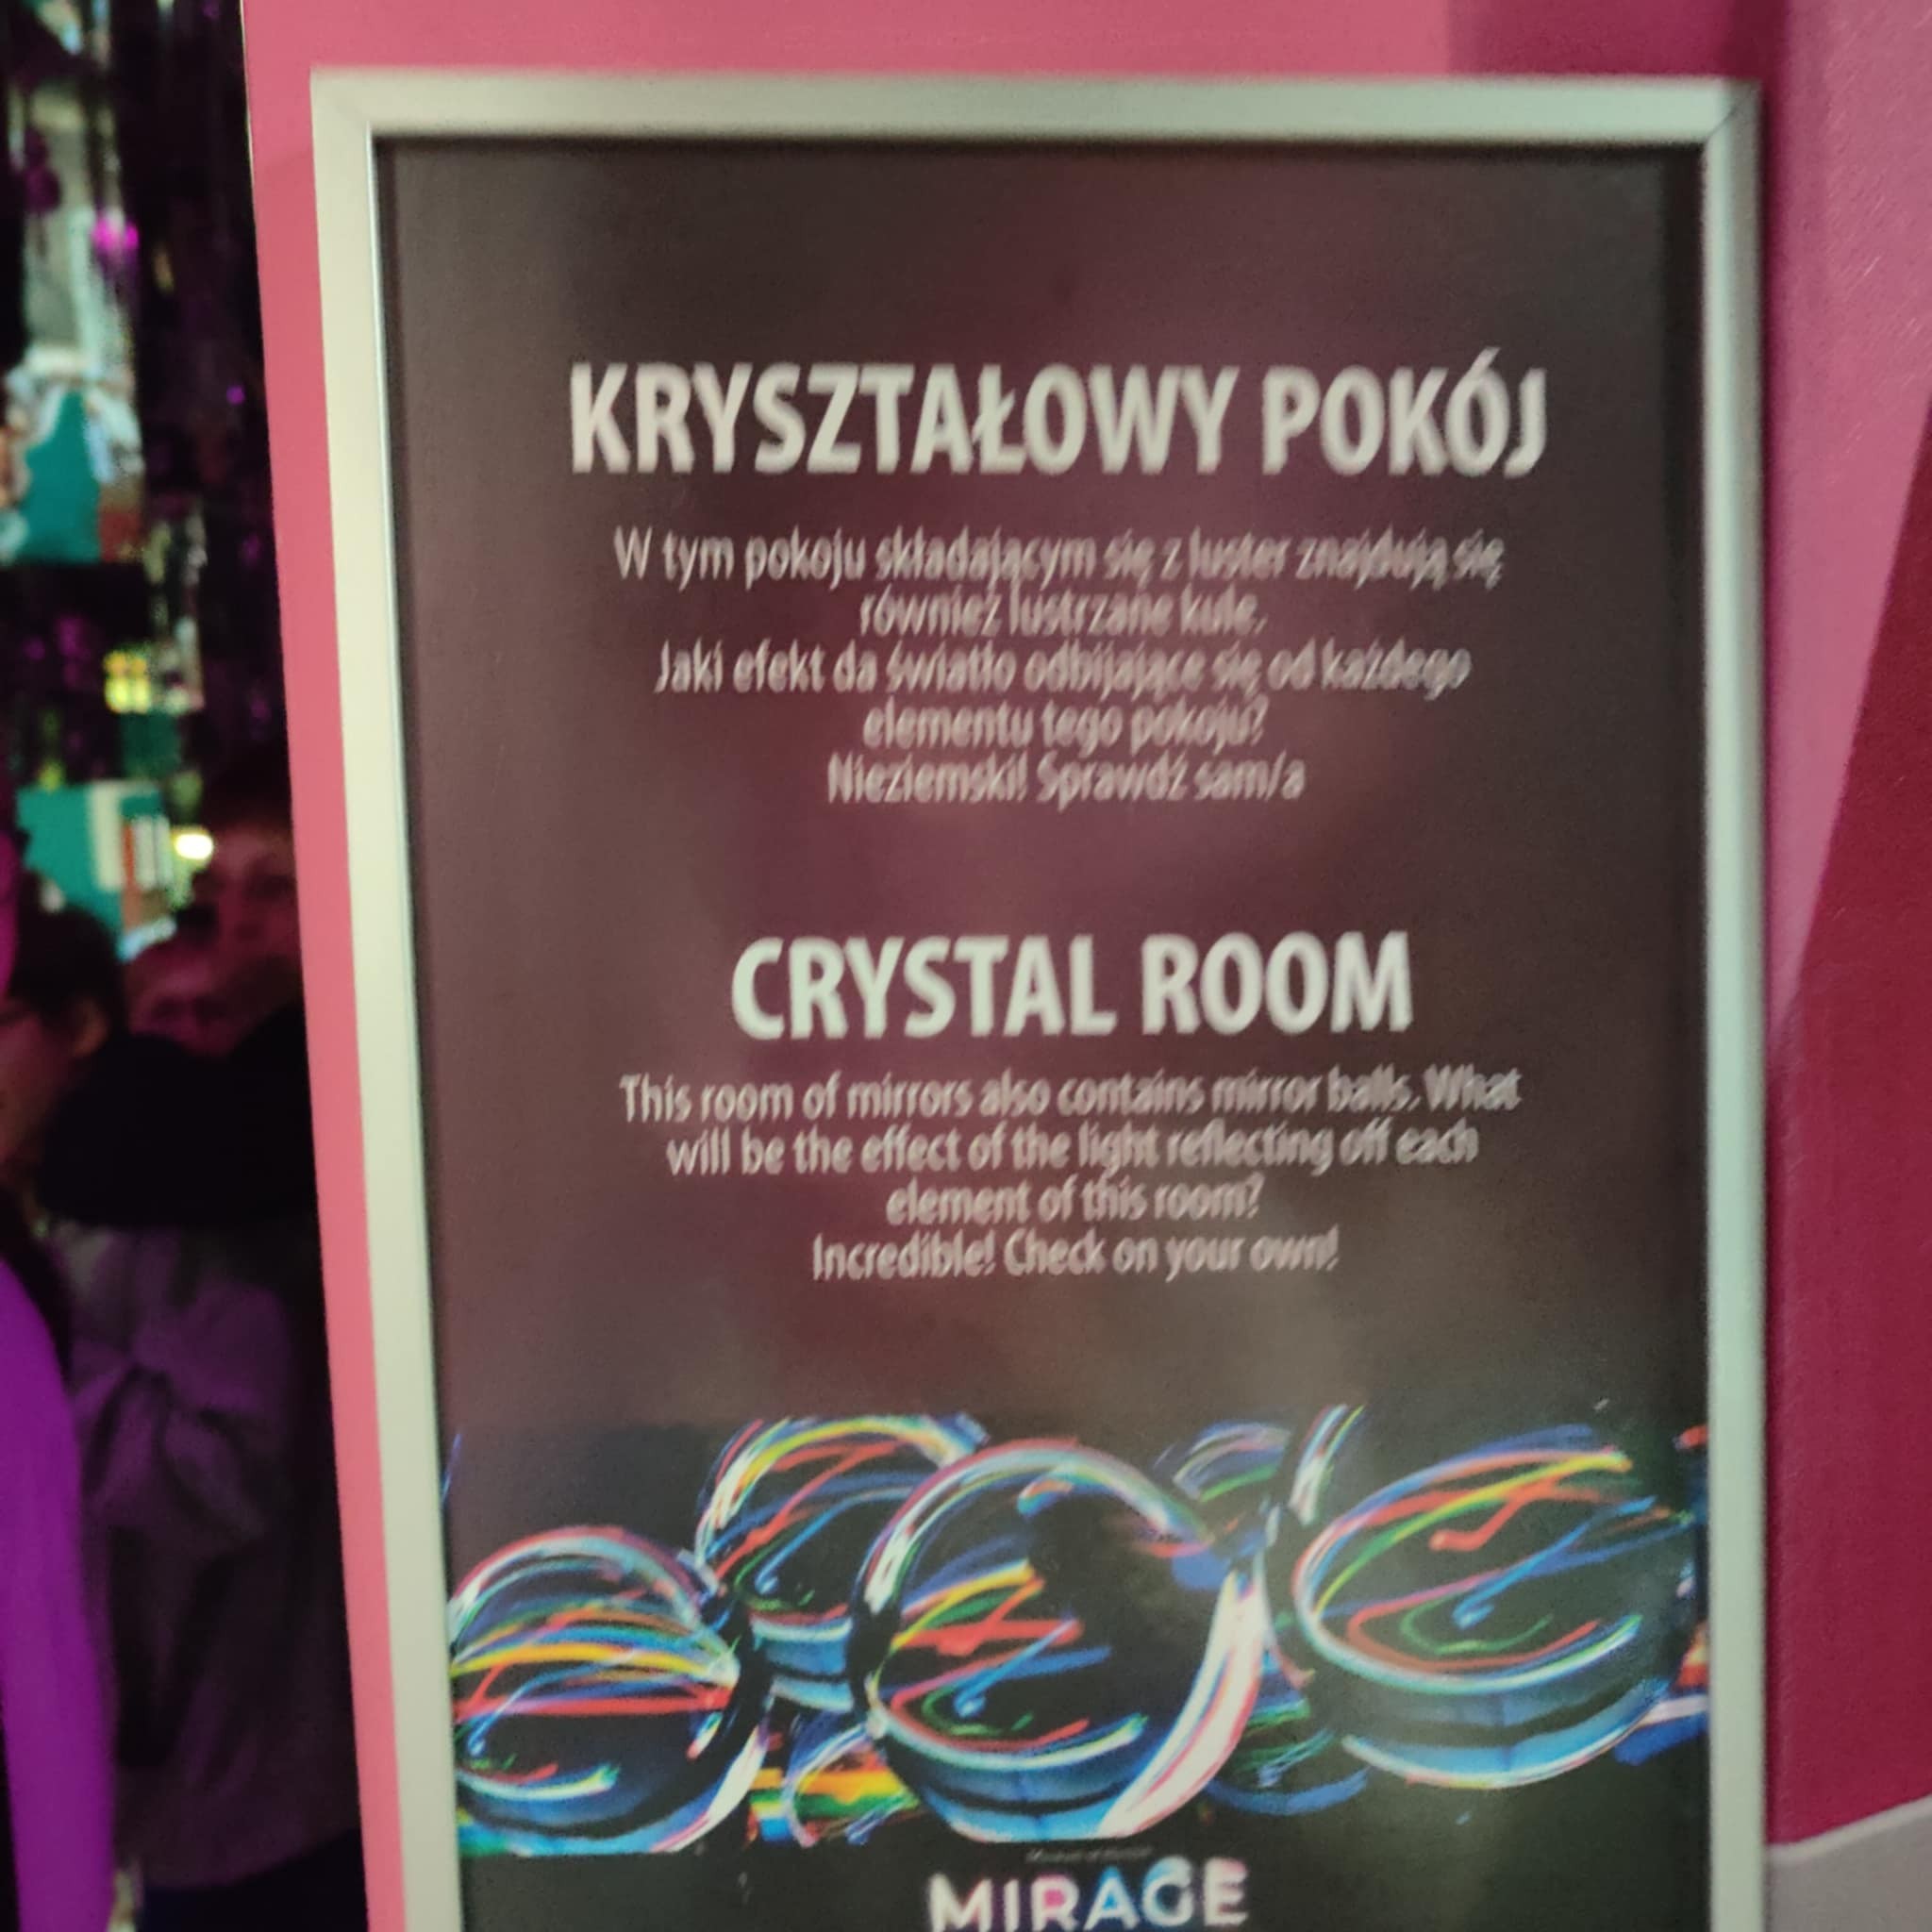 KRYSZTAŁOWY POKÓJ
W tym pokoju składającym się z luster znajdują się
również lustrzane kule.
Jaki efekt da światło odbijające się od każdego
elementu tego pokoju?
Nieziemski! Sprawdź sam/a
CRYSTAL ROOM
This room of mirrors also contains mirror balls. What
will be the effect of the light reflecting off each
element of this room?
Incredible! Check on your own!
MIRAGE